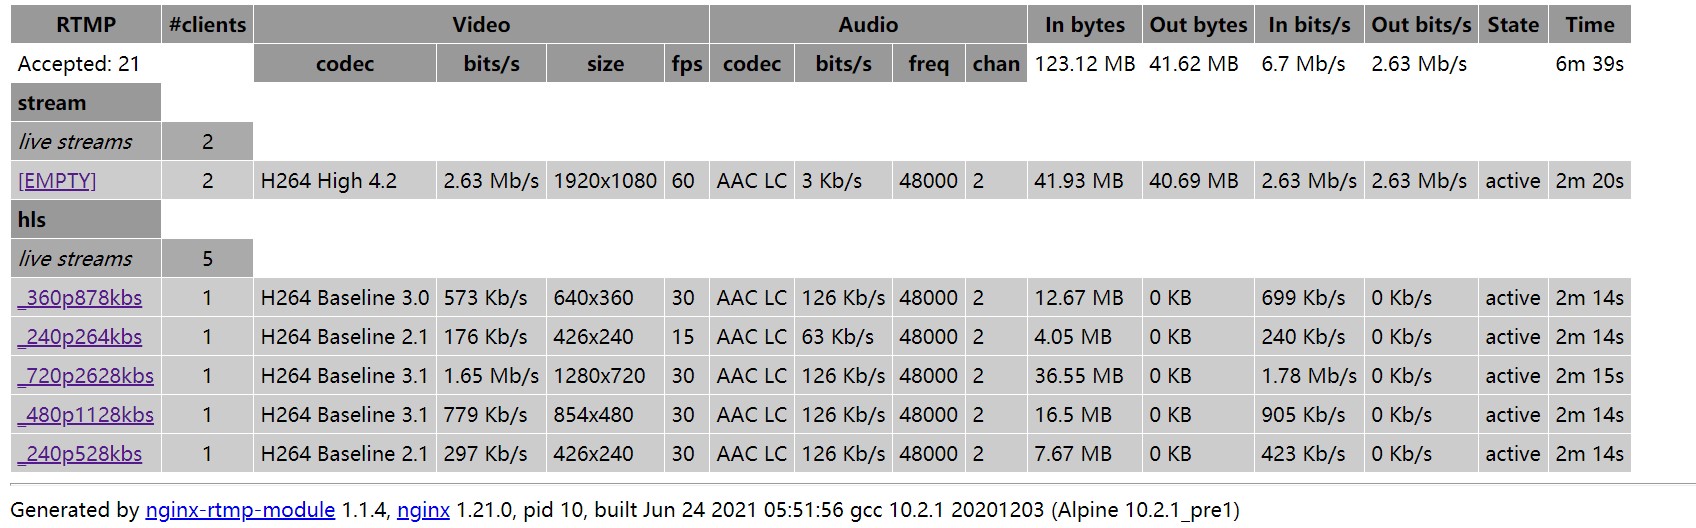 RTMP #clients Video Audio In bytes Out bytes In bits/s Out bits/s State Time
Accepted: 21 codec bits/s size fps codec bits/s freq chan 123.12 MB 41.62 MB 6.7 Mb/s 2.63 Mb/s 6m 39s
stream
live streams 2
[EMPTY] 2 H264 High 4.2 2.63 Mb/s 1920x1080 60 AAC LC 3 Kb/s 48000 2 41.93 MB 40.69 MB 2.63 Mb/s 2.63 Mb/s active 2m 20s
hls
live streams 5
_360p878kbs 1 H264 Baseline 3.0 573 Kb/s 640x360 30 AAC LC 126 Kb/s 48000 2 12.67 MB 0 KB 699 Kb/s 0 Kb/s active 2m 14s
_240p264kbs 1 H264 Baseline 2.1 176 Kb/s 426x240 15 AAC LC 63 Kb/s 48000 2 4.05 MB 0 KB 240 Kb/s 0 Kb/s active 2m 14s
_720p2628kbs 1 H264 Baseline 3.1 1.65 Mb/s 1280x720 30 AAC LC 126 Kb/s 48000 2 36.55 MB 0 KB 1.78 Mb/s 0 Kb/s active 2m 15s
_480p1128kbs 1 H264 Baseline 3.1 779 Kb/s 854x480 30 AAC LC 126 Kb/s 48000 2 16.5 MB 0 KB 905 Kb/s 0 Kb/s active 2m 14s
_240p528kbs 1 H264 Baseline 2.1 297 Kb/s 426x240 30 AAC LC 126 Kb/s 48000 2 7.67 MB 0 KB 423 Kb/s 0 Kb/s active 2m 14s
Generated by nginx-rtmp-module 1.1.4, nginx 1.21.0, pid 10, built Jun 24 2021 05:51:56 gcc 10.2.1 20201203 (Alpine 10.2.1_pre1)